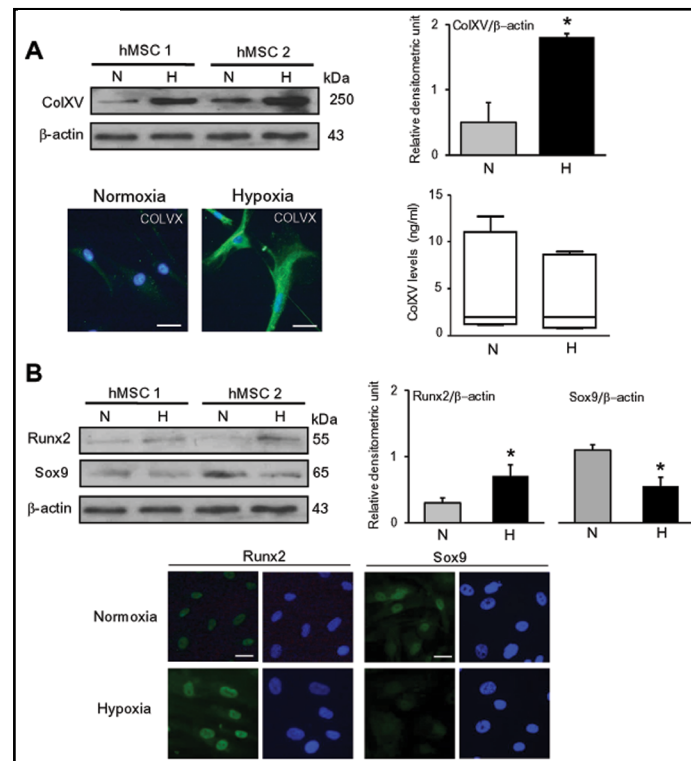 A
hMSC 1 hMSC 2
N H N H kDa
ColXV 250
β-actin 43
ColXV/β-actin
*
Relative densitometric unit
2
1
0
N H
Normoxia Hypoxia
COLVX COLVX
ColXV levels (ng/ml)
15
10
5
0
N H
B
hMSC 1 hMSC 2
N H N H kDa
Runx2 55
Sox9 65
β-actin 43
Runx2/β-actin Sox9/β-actin
Relative densitometric unit
2
1
0
* *
N H N H
Runx2 Sox9
Normoxia
Hypoxia